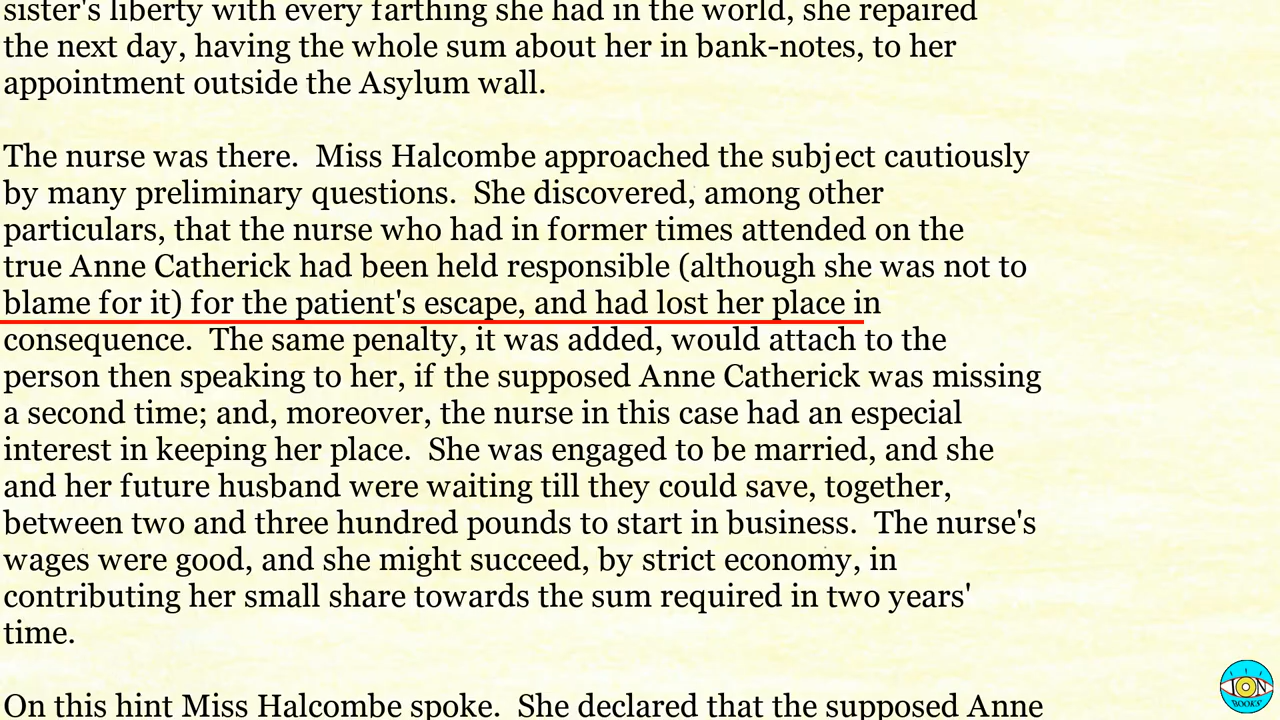 sister's liberty with every farthing she had in the world, she repaired
the next day, having the whole sum about her in bank-notes, to her
appointment outside the Asylum wall.
The nurse was there.  Miss Halcombe approached the subject cautiously
by many preliminary questions.  She discovered, among other
particulars, that the nurse who had in former times attended on the
true Anne Catherick had been held responsible (although she was not to
blame for it) for the patient's escape, and had lost her place in
consequence.  The same penalty, it was added, would attach to the
person then speaking to her, if the supposed Anne Catherick was missing
a second time; and, moreover, the nurse in this case had an especial
interest in keeping her place.  She was engaged to be married, and she
and her future husband were waiting till they could save, together,
between two and three hundred pounds to start in business.  The nurse's
wages were good, and she might succeed, by strict economy, in
contributing her small share towards the sum required in two years'
time.
On this hint Miss Halcombe spoke.  She declared that the supposed Anne
ION
BOOKS